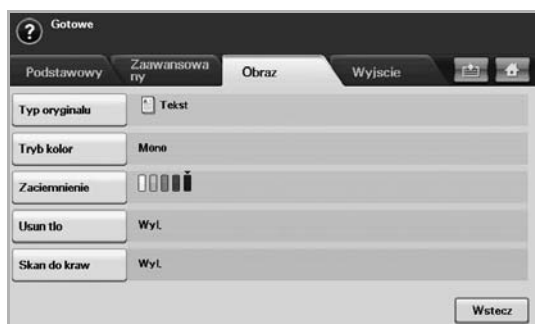 Gotowe
Podstawowy
Zaawansowa
ny
Obraz
Wyjscie
Typ oryginalu
Tekst
Tryb kolor
Mono
Zaciemnienie
Usun tlo
Wyl.
Skan do kraw
Wyl.
Wstecz